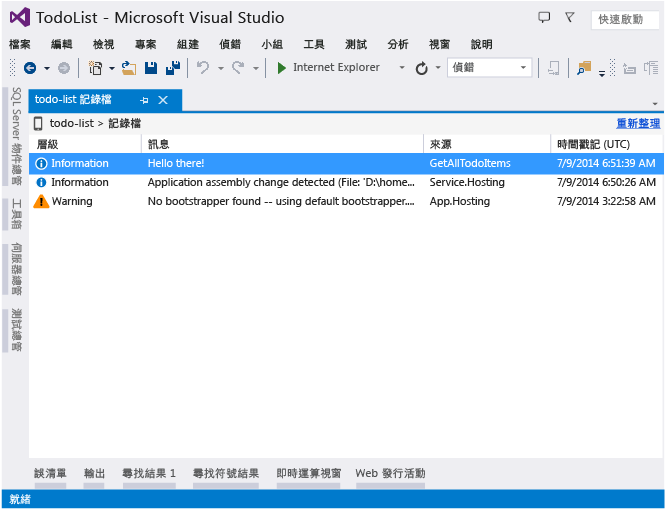 TodoList - Microsoft Visual Studio
快速啟動
檔案 編輯 檢視 專案 組建 偵錯 小組 工具 測試 分析 視窗 說明
Internet Explorer 偵錯
SQL Server 物件總管
工具箱
伺服器總管
測試總管
todo-list 記錄檔
todo-list > 記錄檔 重新整理
層級 訊息 來源 時間戳記 (UTC)
Information Hello there! GetAllTodoItems 7/9/2014 6:51:39 AM
Information Application assembly change detected (File: 'D:\home... Service.Hosting 7/9/2014 6:50:26 AM
Warning No bootstrapper found -- using default bootstrapper.... App.Hosting 7/9/2014 3:22:58 AM
誤清單 輸出 尋找結果 1 尋找符號結果 即時運算視窗 Web 發行活動
就緒